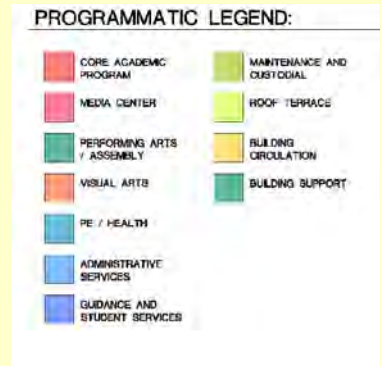 PROGRAMMATIC LEGEND:
CORE ACADEMIC
PROGRAM
MEDIA CENTER
PERFORMING ARTS
/ ASSEMBLY
VISUAL ARTS
PE / HEALTH
ADMINISTRATIVE
SERVICES
GUIDANCE AND
STUDENT SERVICES
MAINTENANCE AND
CUSTODIAL
ROOF TERRACE
BUILDING
CIRCULATION
BUILDING SUPPORT